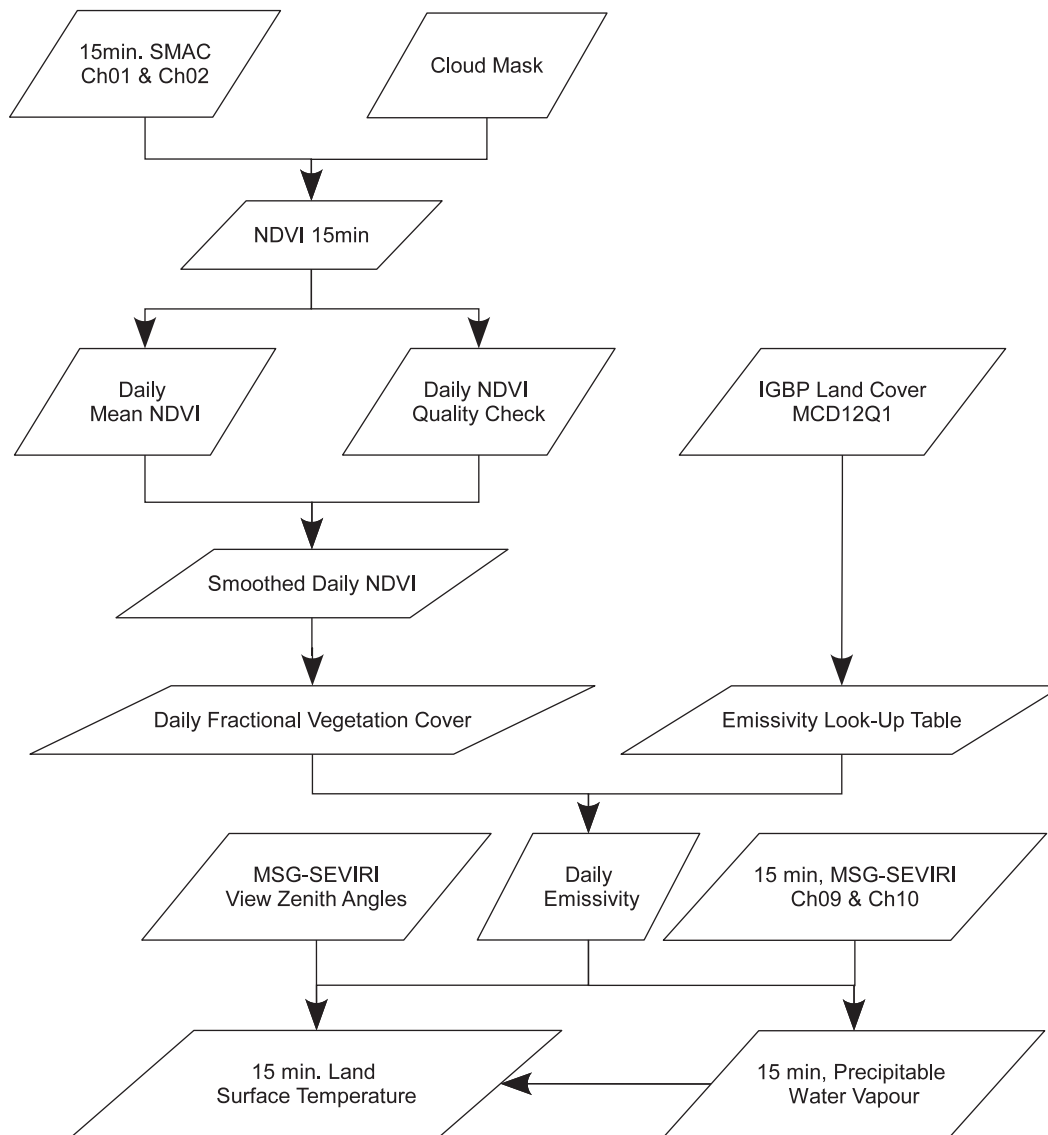 15min. SMAC
Ch01 & Ch02
Cloud Mask
NDVI 15min
Daily
Mean NDVI
Daily NDVI
Quality Check
IGBP Land Cover
MCD12Q1
Smoothed Daily NDVI
Daily Fractional Vegetation Cover
Emissivity Look-Up Table
MSG-SEVIRI
View Zenith Angles
Daily
Emissivity
15 min, MSG-SEVIRI
Ch09 & Ch10
15 min. Land
Surface Temperature
15 min, Precipitable
Water Vapour